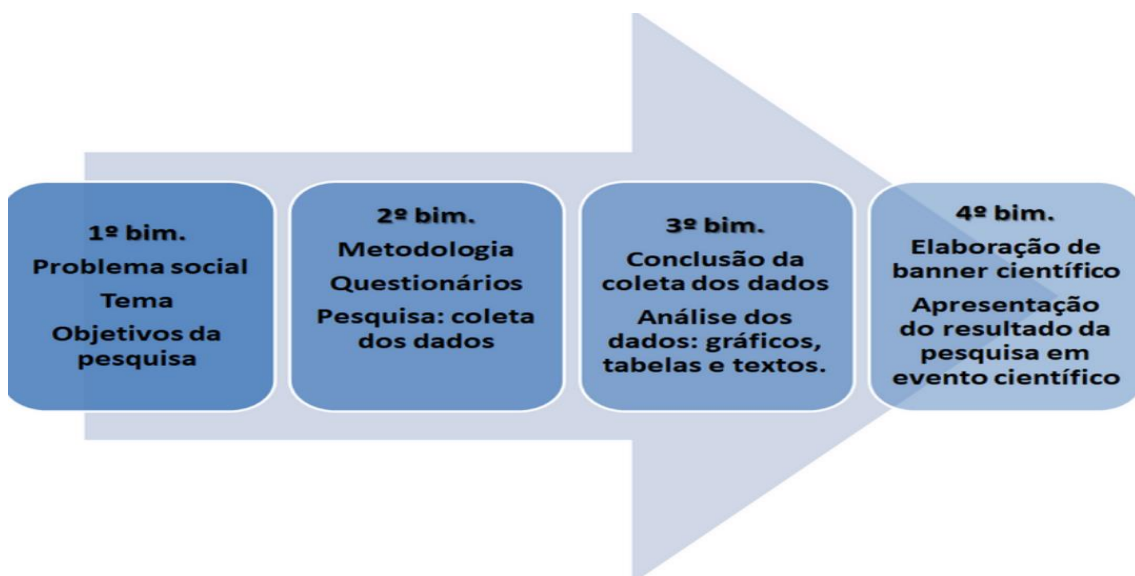 1º bim.
Problema social
Tema
Objetivos da
pesquisa
2º bim.
Metodologia
Questionários
Pesquisa: coleta
dos dados
3º bim.
Conclusão da
coleta dos dados
Análise dos
dados: gráficos,
tabelas e textos.
4º bim.
Elaboração de
banner científico
Apresentação
do resultado da
pesquisa em
evento científico